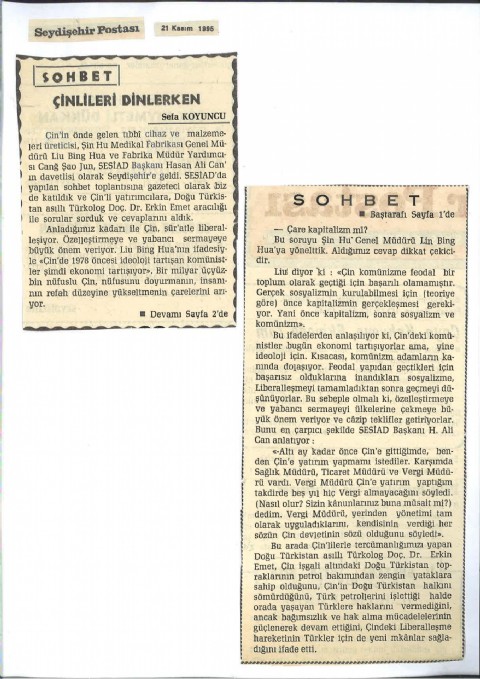 Seydişehir Postası
21 Kasım 1995
SOHBET
ÇİNLİLERİ DİNLERKEN
Sefa KOYUNCU
Çin'in önde gelen tıbbî cihaz ve malzeme-
leri üreticisi, Şin Hu Medikal Fabrikası Genel Mü-
dürü Liu Bing Hua ve Fabrika Müdür Yardımcı-
sı Canğ Şao Jun, SESİAD Başkanı Hasan Ali Can'
ın davetlisi olarak Seydişehir'e geldi. SESİAD'da
yapılan sohbet toplantısına gazeteci olarak biz
de katıldık ve Çin'li yatırımcılara, Doğu Türkis-
tan asıllı Türkolog Doç. Dr. Erkin Emet aracılığı
ile sorular sorduk ve cevaplarını aldık.
Anladığımız kadarı ile Çin, sür'atle liberal-
leşiyor. Özelleştirmeye ve yabancı sermayeye
büyük önem veriyor. Liu Bing Hua'nın ifadesiy-
le «Çin'de 1978 öncesi ideoloji tartışan komünist-
ler şimdi ekonomi tartışıyor». Bir milyar üçyüz-
bin nüfuslu Çin, nüfusunu doyurmanın, insanı-
nın refah düzeyine yükseltmenin çarelerini arı-
yor.
■ Devamı Sayfa 2'de
SOHBET
■ Baştarafı Sayfa 1'de
— Çare kapitalizm mi?
Bu soruyu Şin Hu' Genel Müdürü Lin Bing
Hua'ya yönelttik. Aldığımız cevap dikkat çekici-
dir.
Liu diyor ki : «Çin komünizme feodal bir
toplum olarak geçtiği için başarılı olamamıştır.
Gerçek sosyalizmin kurulabilmesi için (teoriye
göre) önce kapitalizmin gerçekleşmesi gereki-
yor. Yani önce kapitalizm, sonra sosyalizm ve
komünizm».
Bu ifadelerden anlaşılıyor ki, Çin'deki komü-
nistler bugün ekonomi tartışıyorlar ama, yine
ideoloji için. Kısacası, komünizm adamların ka-
nında dolaşıyor. Feodal yapıdan geçtikleri için
başarısız olduklarına inandıkları sosyalizme,
Liberalleşmeyi tamamladıktan sonra geçmeyi dü-
şünüyorlar. Bu sebeple olmalı ki, özelleştirmeye
ve yabancı sermayeyi ülkelerine çekmeye bü-
yük önem veriyor ve câzip teklifler getiriyorlar.
Bunu en çarpıcı şekilde SESİAD Başkanı H. Ali
Can anlatıyor :
«-Altı ay kadar önce Çin'e gittiğimde, ben-
den Çin'e yatırım yapmamı istediler. Karşımda
Sağlık Müdürü, Ticaret Müdürü ve Vergi Müdü-
rü vardı. Vergi Müdürü Çin'e yatırım yaptığım
takdirde beş yıl hiç Vergi almayacağını söyledi.
(Nasıl olur? Sizin kânunlarınız buna müsait mi?)
dedim. Vergi Müdürü, yerinden yönetimi tam
olarak uyguladıklarını, kendisinin verdiği her
sözün Çin devletinin sözü olduğunu söyledi».
Bu arada Çin'lilerle tercümanlığımızı yapan
Doğu Türkistan asıllı Türkolog Doç. Dr. Erkin
Emet, Çin işgali altındaki Doğu Türkistan top-
raklarının petrol bakımından zengin yataklara
sahip olduğunu, Çin'in Doğu Türkistan halkını
sömürdüğünü, Türk petrollerini işlettiği halde
orada yaşayan Türklere haklarını vermediğini,
ancak bağımsızlık ve hak alma mücadelelerinin
güçlenerek devam ettiğini, Çindeki Liberalleşme
hareketinin Türkler için de yeni mkânlar sağla-
dığını ifade etti.